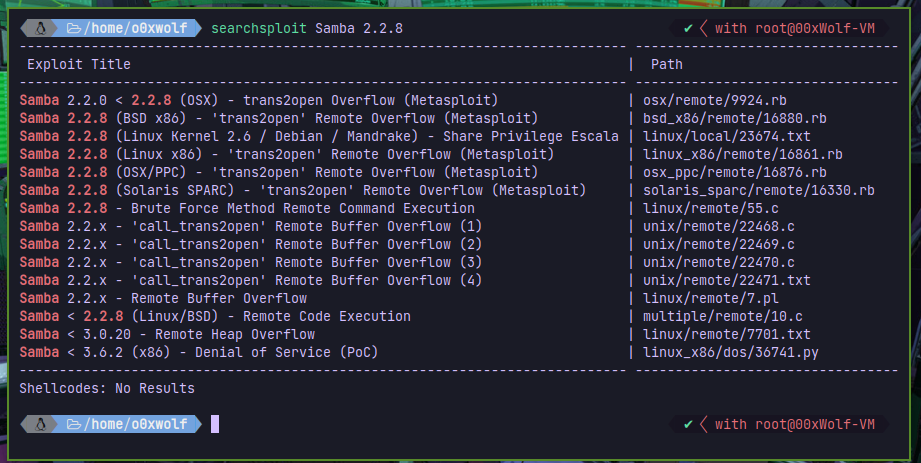 /home/o0xwolf searchsploit Samba 2.2.8 ✔ with root@00xWolf-VM
Exploit Title | Path
Samba 2.2.0 < 2.2.8 (OSX) - trans2open Overflow (Metasploit) | osx/remote/9924.rb
Samba 2.2.8 (BSD x86) - 'trans2open' Remote Overflow (Metasploit) | bsd_x86/remote/16880.rb
Samba 2.2.8 (Linux Kernel 2.6 / Debian / Mandrake) - Share Privilege Escala | linux/local/23674.txt
Samba 2.2.8 (Linux x86) - 'trans2open' Remote Overflow (Metasploit) | linux_x86/remote/16861.rb
Samba 2.2.8 (OSX/PPC) - 'trans2open' Remote Overflow (Metasploit) | osx_ppc/remote/16876.rb
Samba 2.2.8 (Solaris SPARC) - 'trans2open' Remote Overflow (Metasploit) | solaris_sparc/remote/16330.rb
Samba 2.2.8 - Brute Force Method Remote Command Execution | linux/remote/55.c
Samba 2.2.x - 'call_trans2open' Remote Buffer Overflow (1) | unix/remote/22468.c
Samba 2.2.x - 'call_trans2open' Remote Buffer Overflow (2) | unix/remote/22469.c
Samba 2.2.x - 'call_trans2open' Remote Buffer Overflow (3) | unix/remote/22470.c
Samba 2.2.x - 'call_trans2open' Remote Buffer Overflow (4) | unix/remote/22471.txt
Samba 2.2.x - Remote Buffer Overflow | linux/remote/7.pl
Samba < 2.2.8 (Linux/BSD) - Remote Code Execution | multiple/remote/10.c
Samba < 3.0.20 - Remote Heap Overflow | linux/remote/7701.txt
Samba < 3.6.2 (x86) - Denial of Service (PoC) | linux_x86/dos/36741.py
Shellcodes: No Results
/home/o0xwolf ✔ with root@00xWolf-VM